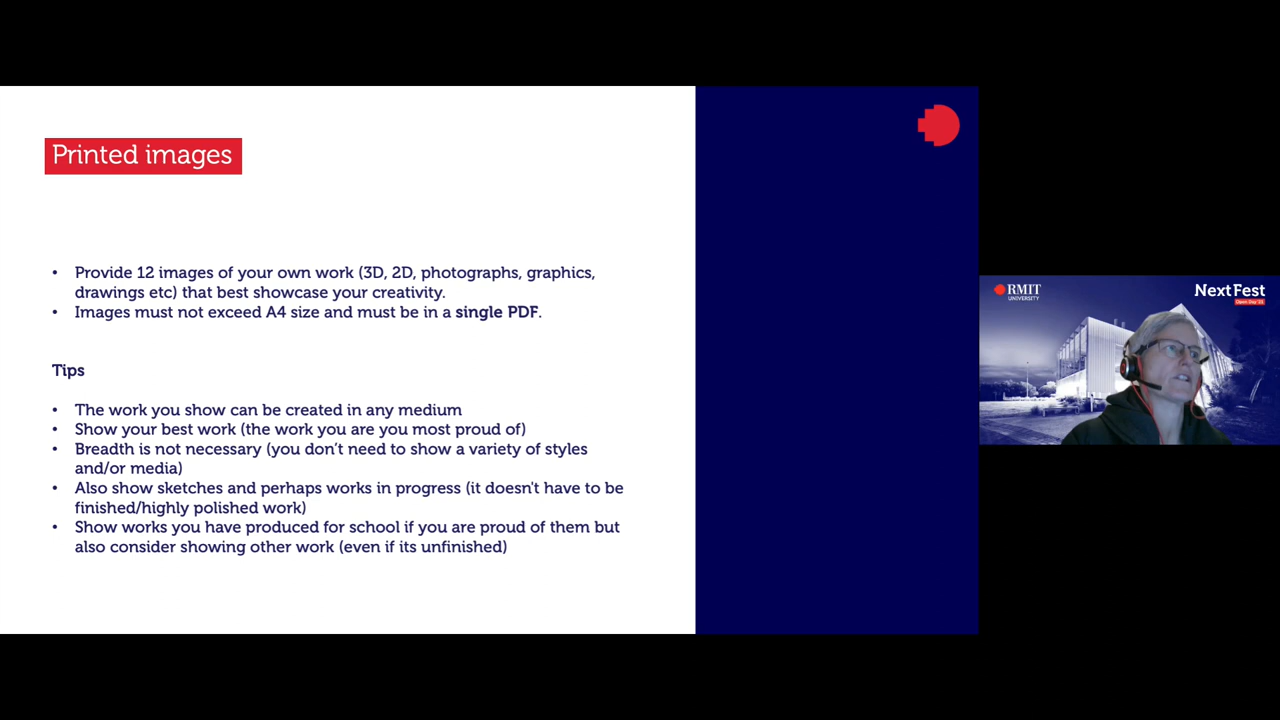 Printed images
• Provide 12 images of your own work (3D, 2D, photographs, graphics,
drawings etc) that best showcase your creativity.
• Images must not exceed A4 size and must be in a single PDF.
Tips
• The work you show can be created in any medium
• Show your best work (the work you are you most proud of)
• Breadth is not necessary (you don’t need to show a variety of styles
and/or media)
• Also show sketches and perhaps works in progress (it doesn't have to be
finished/highly polished work)
• Show works you have produced for school if you are proud of them but
also consider showing other work (even if its unfinished)
RMIT
UNIVERSITY
NextFest